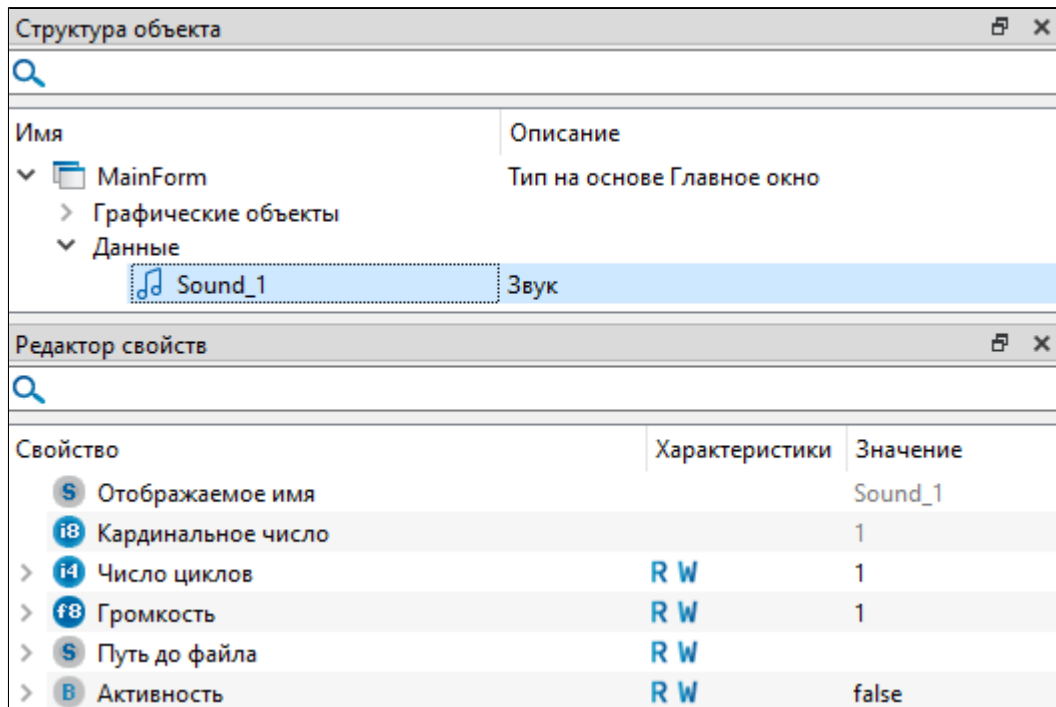 Структура объекта
Имя Описание
MainForm Тип на основе Главное окно
Графические объекты
Данные
Sound_1 Звук
Редактор свойств
Свойство Характеристики Значение
S Отображаемое имя Sound_1
i8 Кардинальное число 1
i4 Число циклов R W 1
f8 Громкость R W 1
S Путь до файла R W
B Активность R W false